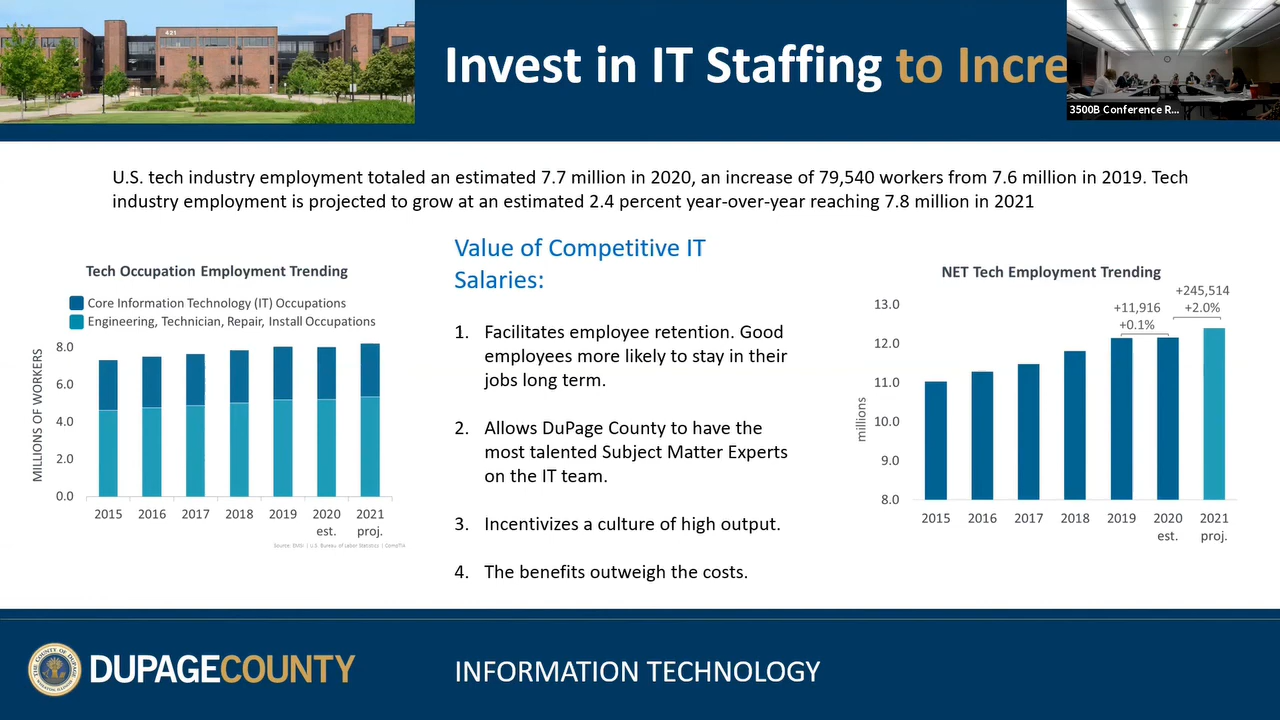 421
Invest in IT Staffing to Incre
3500B Conference R...
U.S. tech industry employment totaled an estimated 7.7 million in 2020, an increase of 79,540 workers from 7.6 million in 2019. Tech
industry employment is projected to grow at an estimated 2.4 percent year-over-year reaching 7.8 million in 2021
Tech Occupation Employment Trending
Core Information Technology (IT) Occupations
Engineering, Technician, Repair, Install Occupations
MILLIONS OF WORKERS
8.0
6.0
4.0
2.0
0.0
2015 2016 2017 2018 2019 2020 2021
est. proj.
Source: EMSI | U.S. Bureau of Labor Statistics | CompTIA
Value of Competitive IT
Salaries:
1. Facilitates employee retention. Good
employees more likely to stay in their
jobs long term.
2. Allows DuPage County to have the
most talented Subject Matter Experts
on the IT team.
3. Incentivizes a culture of high output.
4. The benefits outweigh the costs.
NET Tech Employment Trending
+245,514
+11,916 +2.0%
+0.1%
millions
13.0
12.0
11.0
10.0
9.0
8.0
2015 2016 2017 2018 2019 2020 2021
est. proj.
DUPAGECOUNTY
INFORMATION TECHNOLOGY